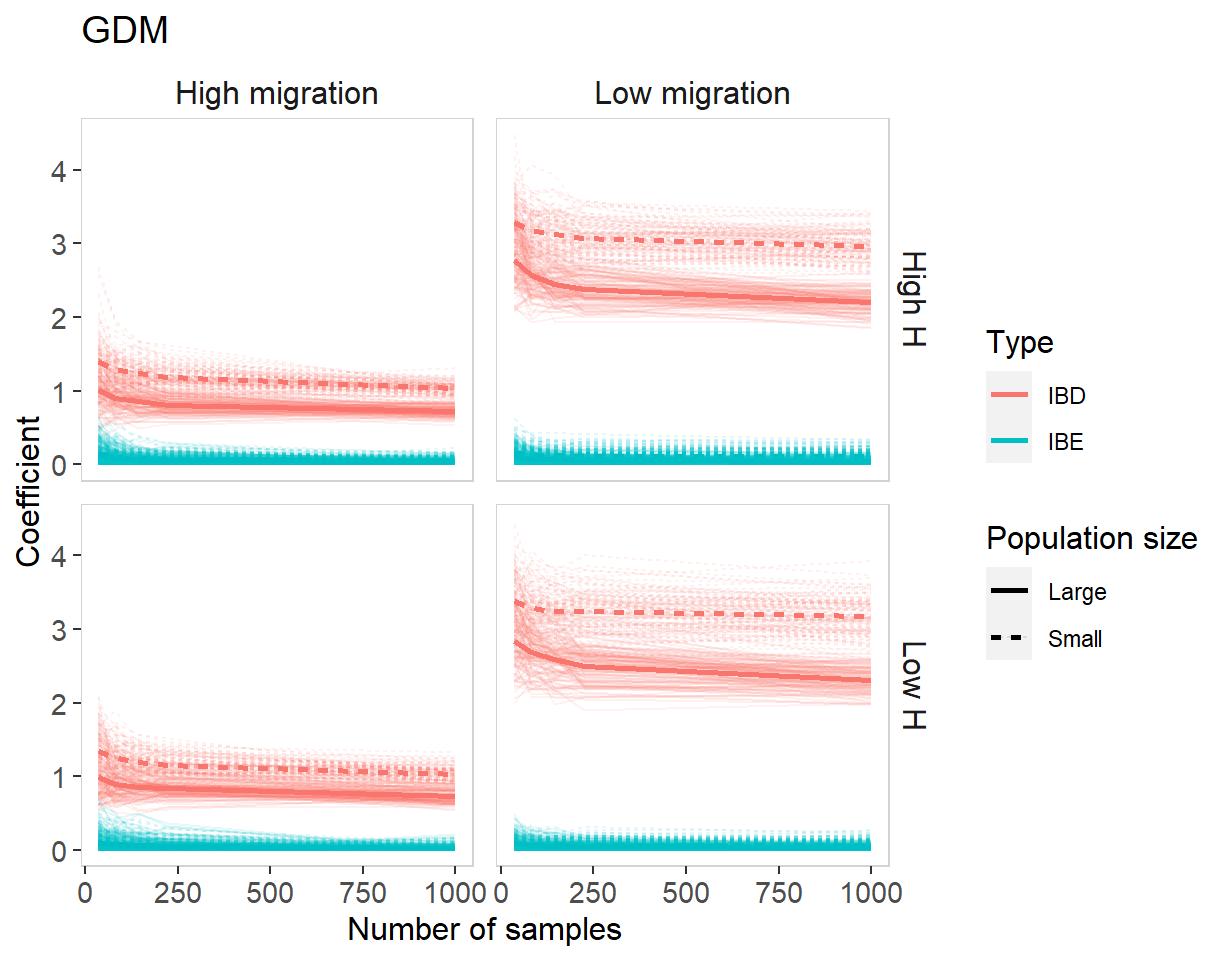 GDM
High migration
Low migration
4
3
2
1
0
High H
4
3
2
1
0
Low H
Coefficient
0 250 500 750 1000
0 250 500 750 1000
Number of samples
Type
IBD
IBE
Population size
Large
Small